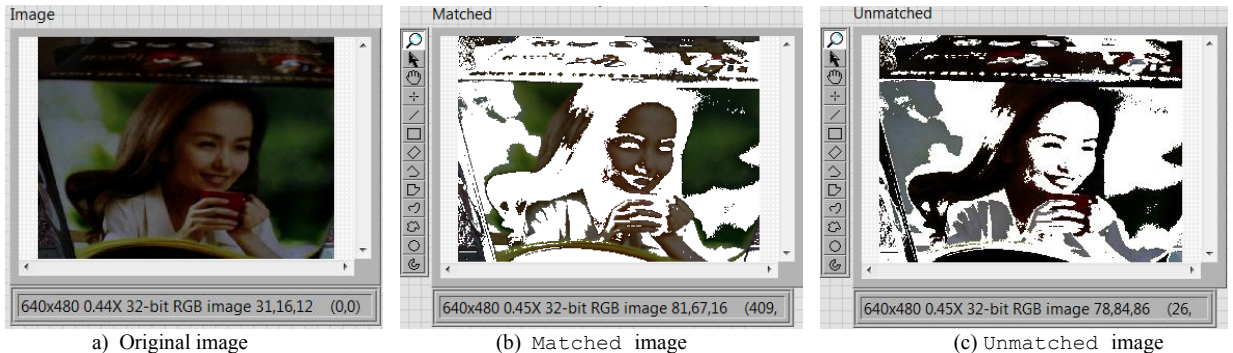 Image
Matched
Unmatched
640x480 0.44X 32-bit RGB image 31,16,12 (0,0)
640x480 0.45X 32-bit RGB image 81,67,16 (409,
640x480 0.45X 32-bit RGB image 78,84,86 (26,
a) Original image
(b) Matched image
(c) Unmatched image